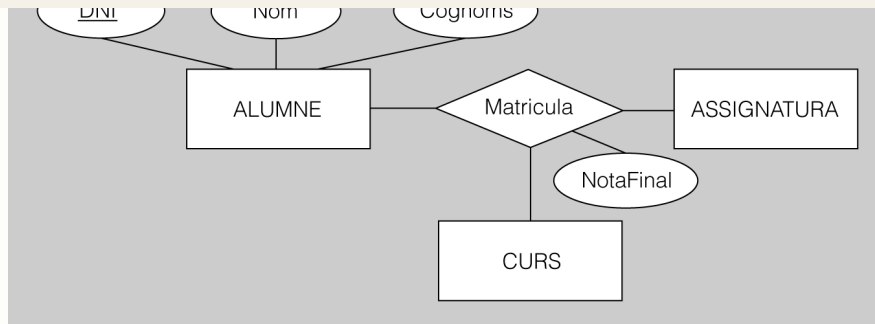 DNI
Nom
Cognoms
ALUMNE
Matricula
ASSIGNATURA
NotaFinal
CURS